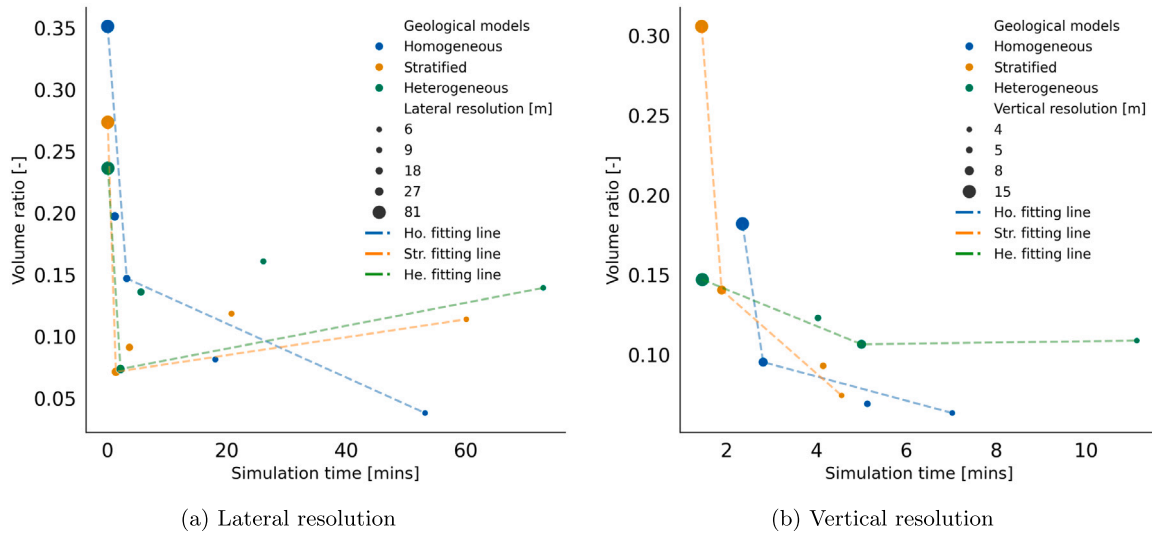 0.35
0.30
0.25
0.20
0.15
0.10
0.05
Volume ratio [-]
0 20 40 60
Simulation time [mins]
Geological models
Homogeneous
Stratified
Heterogeneous
Lateral resolution [m]
6
9
18
27
81
Ho. fitting line
Str. fitting line
He. fitting line
(a) Lateral resolution
0.30
0.25
0.20
0.15
0.10
Volume ratio [-]
2 4 6 8 10
Simulation time [mins]
Geological models
Homogeneous
Stratified
Heterogeneous
Vertical resolution [m]
4
5
8
15
Ho. fitting line
Str. fitting line
He. fitting line
(b) Vertical resolution